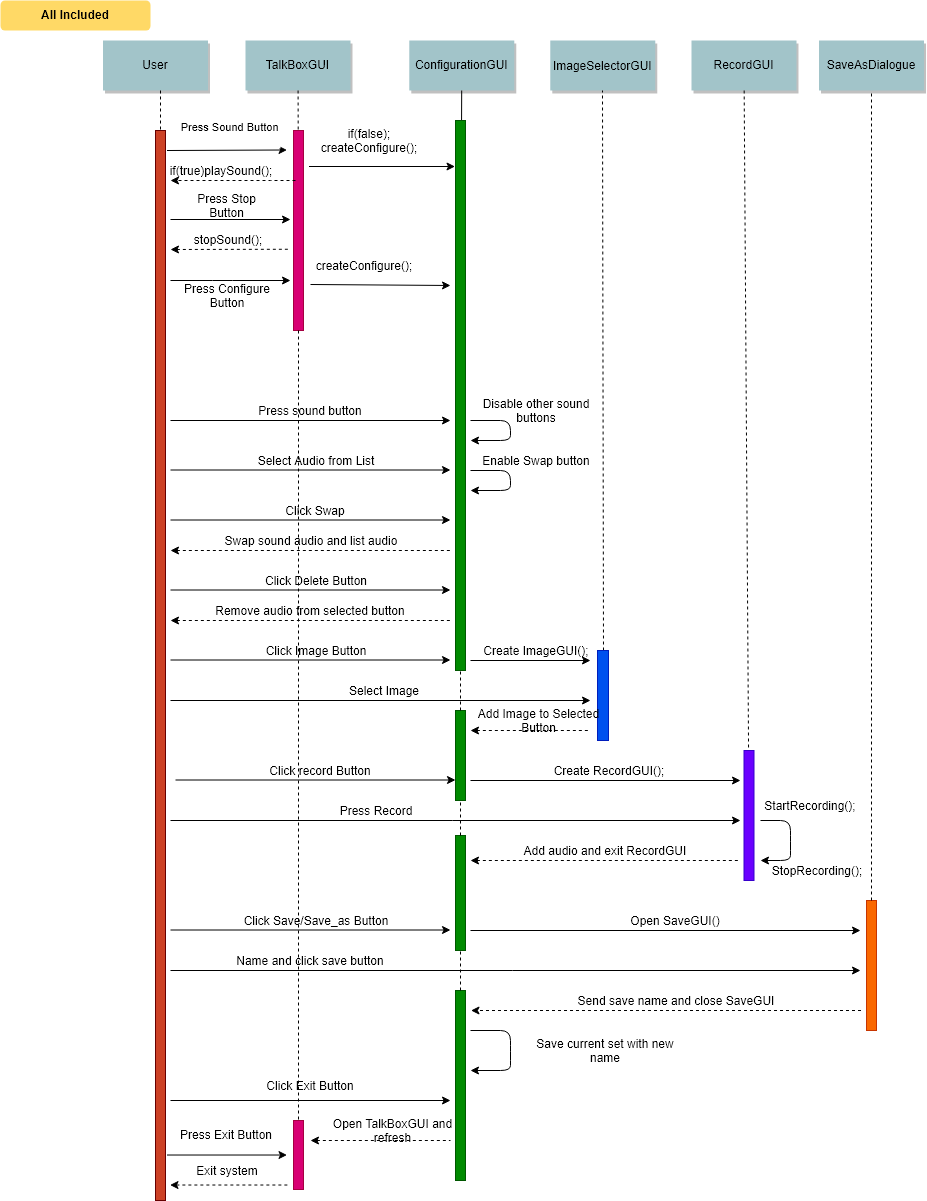 All Included
User
TalkBoxGUI
ConfigurationGUI
ImageSelectorGUI
RecordGUI
SaveAsDialogue
Press Sound Button
if(false);
createConfigure();
if(true)playSound();
Press Stop
Button
stopSound();
createConfigure();
Press Configure
Button
Press sound button
Disable other sound
buttons
Select Audio from List
Enable Swap button
Click Swap
Swap sound audio and list audio
Click Delete Button
Remove audio from selected button
Click Image Button
Create ImageGUI();
Select Image
Add Image to Selected
Button
Click record Button
Create RecordGUI();
Press Record
StartRecording();
Add audio and exit RecordGUI
StopRecording();
Click Save/Save_as Button
Open SaveGUI()
Name and click save button
Send save name and close SaveGUI
Save current set with new
name
Click Exit Button
Open TalkBoxGUI and
refresh
Press Exit Button
Exit system